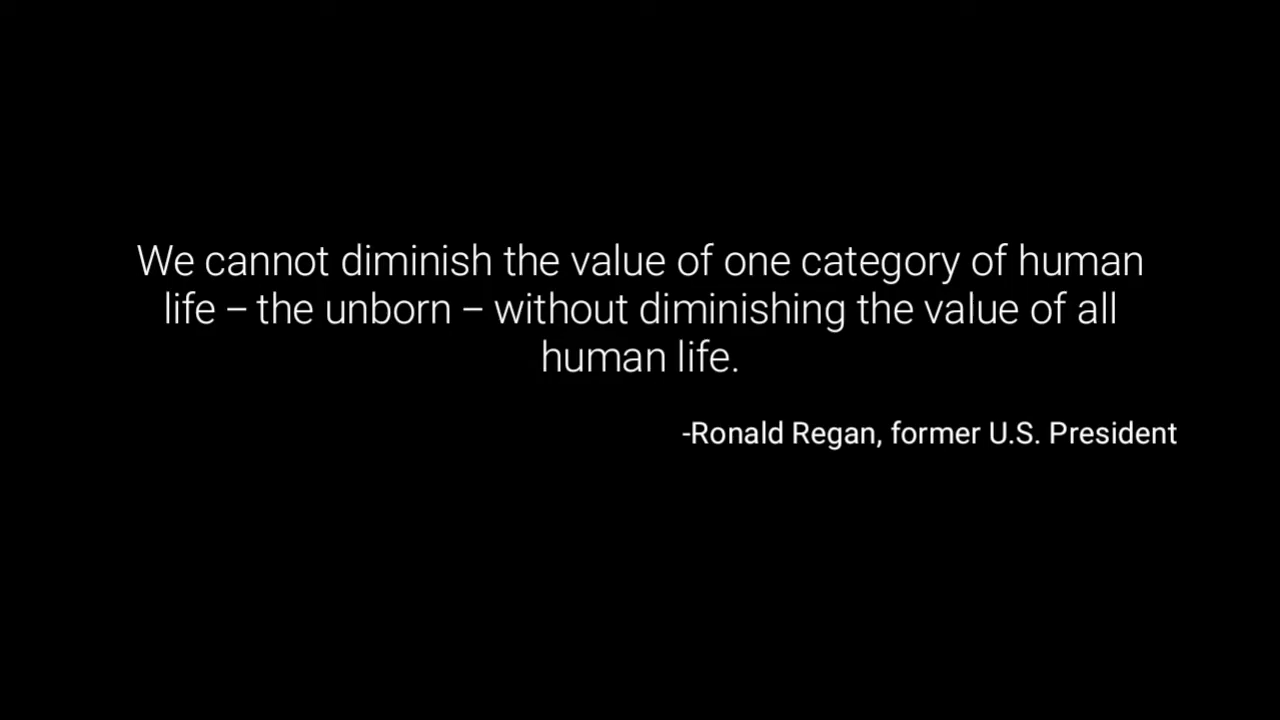 We cannot diminish the value of one category of human
life – the unborn – without diminishing the value of all
human life.
-Ronald Regan, former U.S. President